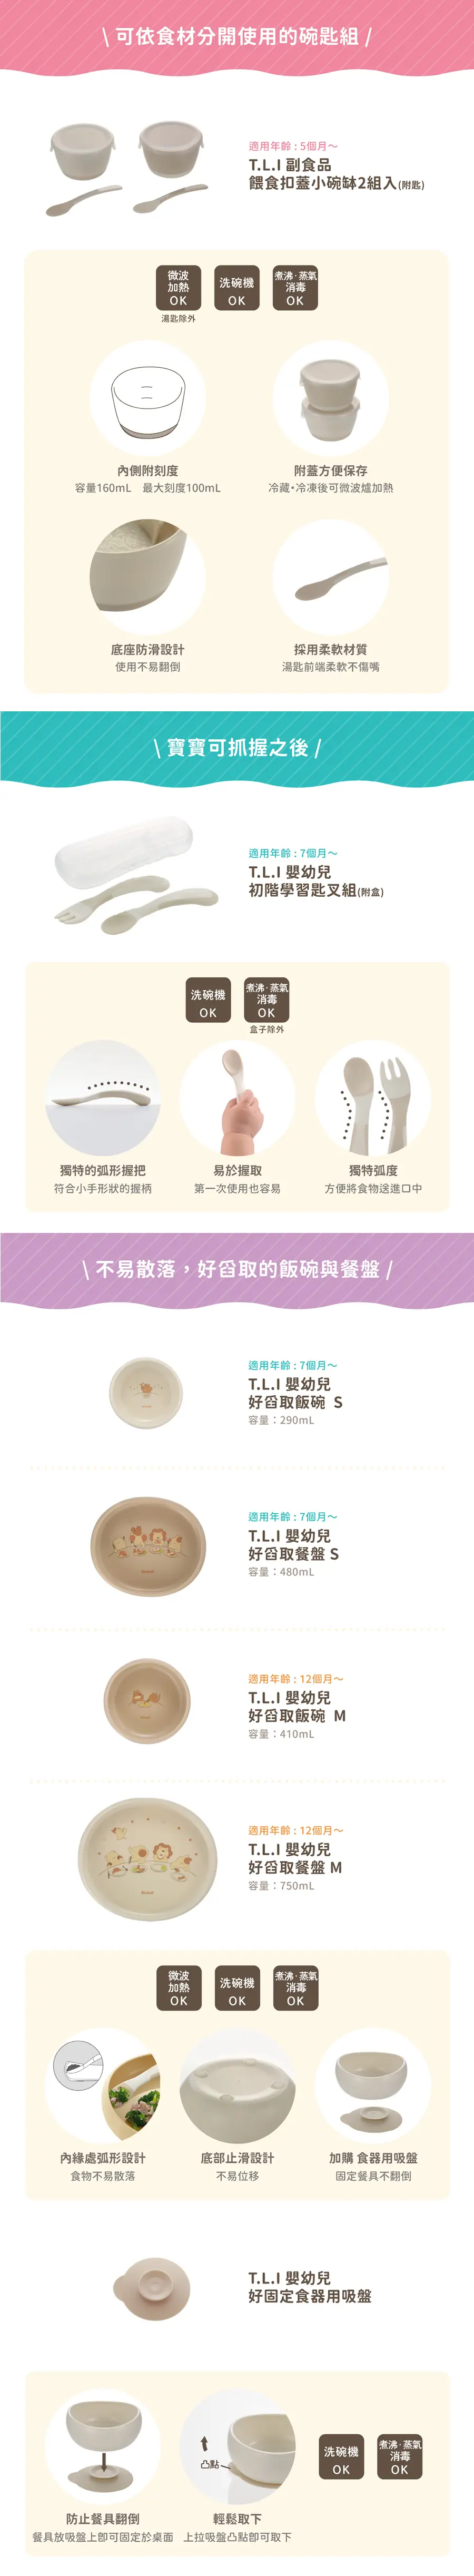 \ 可依食材分開使用的碗匙組 /
適用年齡 : 5個月～
T.L.I 副食品
餵食扣蓋小碗缽2組入(附匙)
微波
加熱
OK
湯匙除外
洗碗機
OK
煮沸·蒸氣
消毒
OK
內側附刻度
容量160mL 最大刻度100mL
附蓋方便保存
冷藏•冷凍後可微波爐加熱
底座防滑設計
使用不易翻倒
採用柔軟材質
湯匙前端柔軟不傷嘴
\ 寶寶可抓握之後 /
適用年齡 : 7個月～
T.L.I 嬰幼兒
初階學習匙叉組(附盒)
洗碗機
OK
煮沸·蒸氣
消毒
OK
盒子除外
獨特的弧形握把
符合小手形狀的握柄
易於握取
第一次使用也容易
獨特弧度
方便將食物送進口中
\ 不易散落，好舀取的飯碗與餐盤 /
適用年齡 : 7個月～
T.L.I 嬰幼兒
好舀取飯碗 S
容量：290mL
適用年齡 : 7個月～
T.L.I 嬰幼兒
好舀取餐盤 S
容量：480mL
適用年齡 : 12個月～
T.L.I 嬰幼兒
好舀取飯碗 M
容量：410mL
適用年齡 : 12個月～
T.L.I 嬰幼兒
好舀取餐盤 M
容量：750mL
微波
加熱
OK
洗碗機
OK
煮沸·蒸氣
消毒
OK
內緣處弧形設計
食物不易散落
底部止滑設計
不易位移
加購 食器用吸盤
固定餐具不翻倒
T.L.I 嬰幼兒
好固定食器用吸盤
凸點
洗碗機
OK
煮沸·蒸氣
消毒
OK
防止餐具翻倒
餐具放吸盤上即可固定於桌面
輕鬆取下
上拉吸盤凸點即可取下